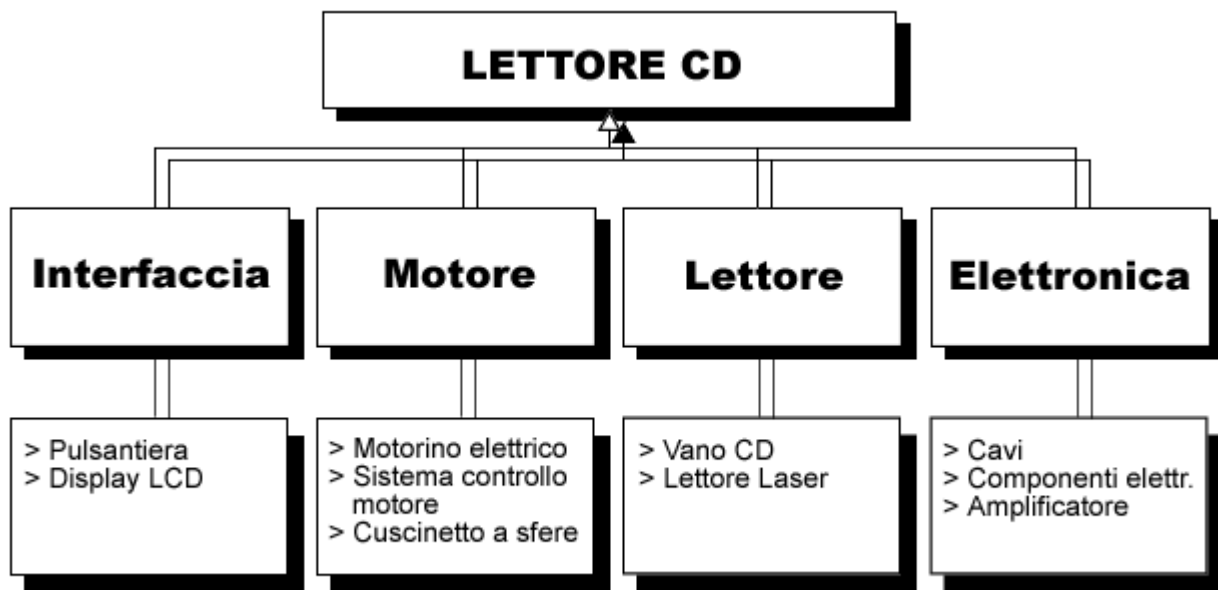 LETTORE CD
Interfaccia
Motore
Lettore
Elettronica
> Pulsantiera
> Display LCD
> Motorino elettrico
> Sistema controllo
motore
> Cuscinetto a sfere
> Vano CD
> Lettore Laser
> Cavi
> Componenti elettr.
> Amplificatore